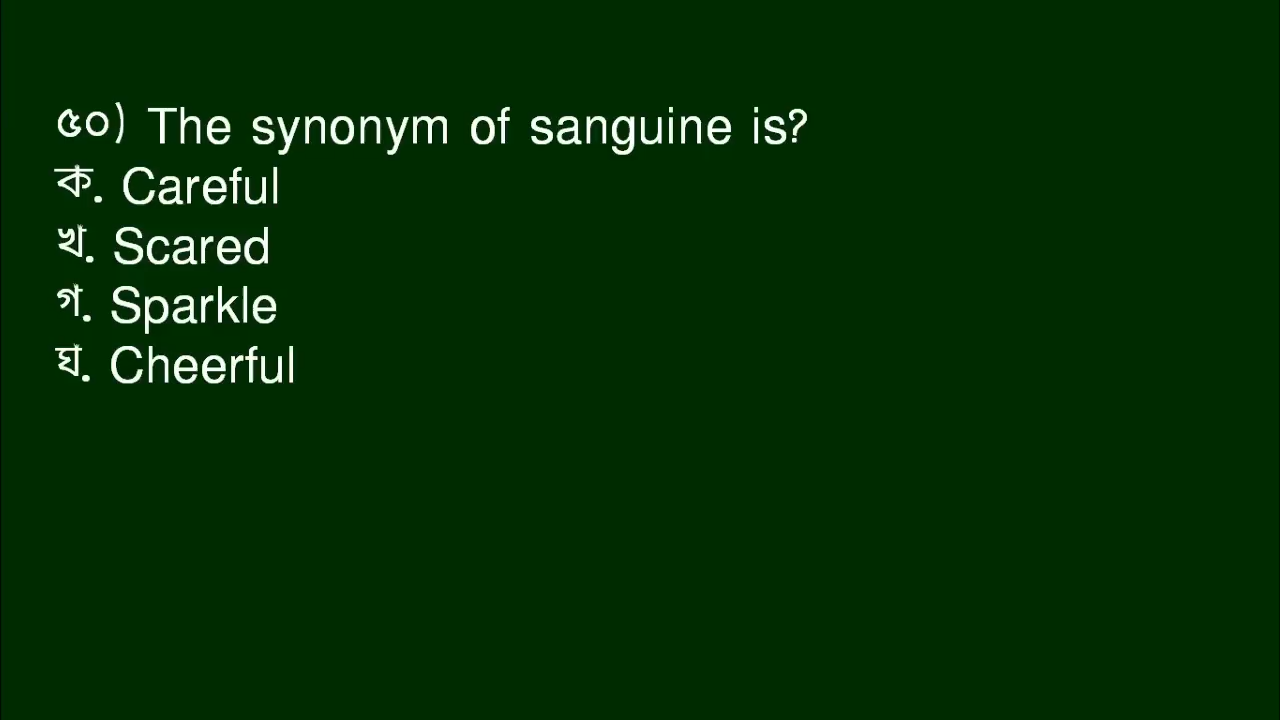 ৫০) The synonym of sanguine is?
ক. Careful
খ. Scared
গ. Sparkle
ঘ. Cheerful